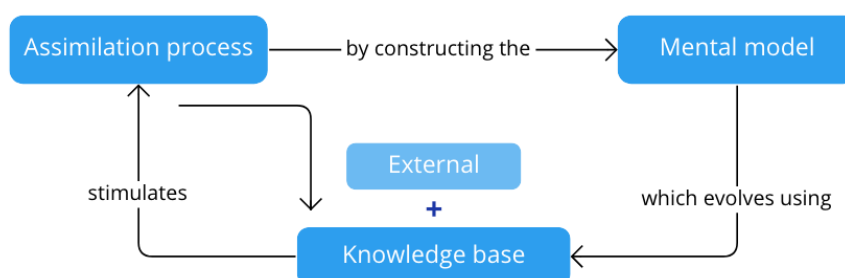 Assimilation process
by constructing the
Mental model
External
stimulates
which evolves using
+
Knowledge base